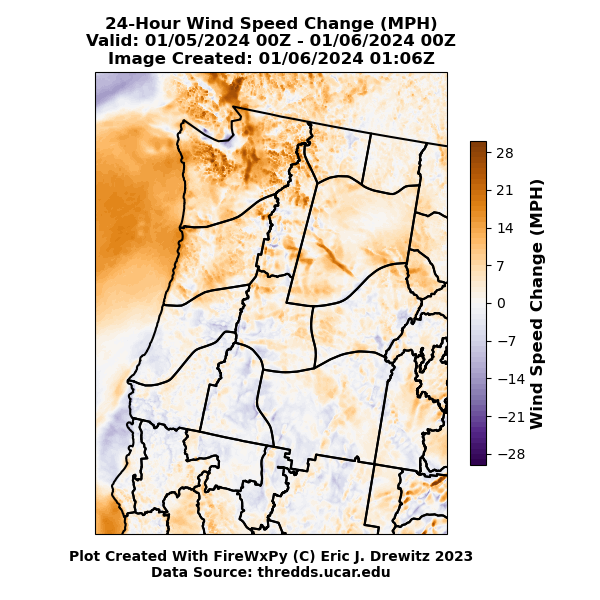 24-Hour Wind Speed Change (MPH)
Valid: 01/05/2024 00Z - 01/06/2024 00Z
Image Created: 01/06/2024 01:06Z
28
21
14
7
0
−7
−14
−21
−28
Wind Speed Change (MPH)
Plot Created With FireWxPy (C) Eric J. Drewitz 2023
Data Source: thredds.ucar.edu